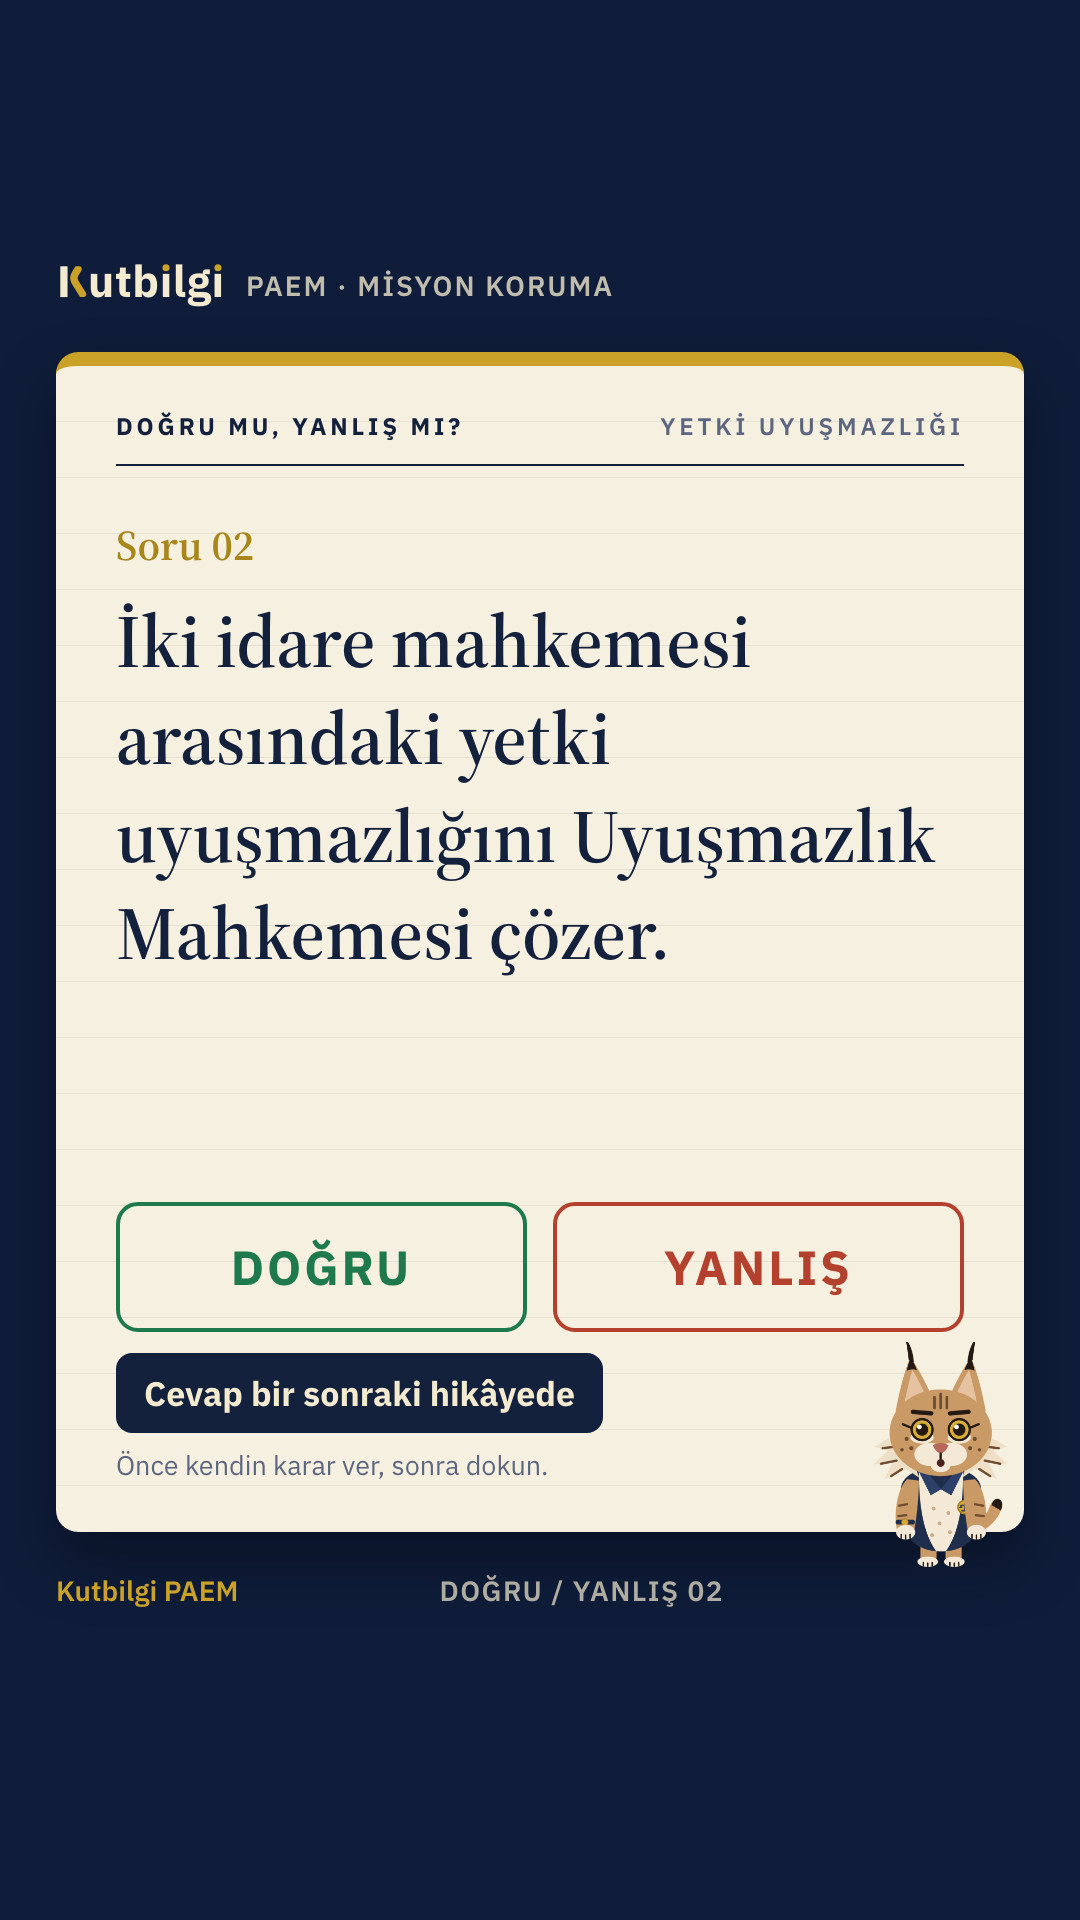 Kutbilgi PAEM · MİSYON KORUMA
DOĞRU MU, YANLIŞ MI? YETKİ UYUŞMAZLIĞI
Soru 02
İki idare mahkemesi
arasındaki yetki
uyuşmazlığını Uyuşmazlık
Mahkemesi çözer.
DOĞRU YANLIŞ
Cevap bir sonraki hikâyede
Önce kendin karar ver, sonra dokun.
Kutbilgi PAEM DOĞRU / YANLIŞ 02